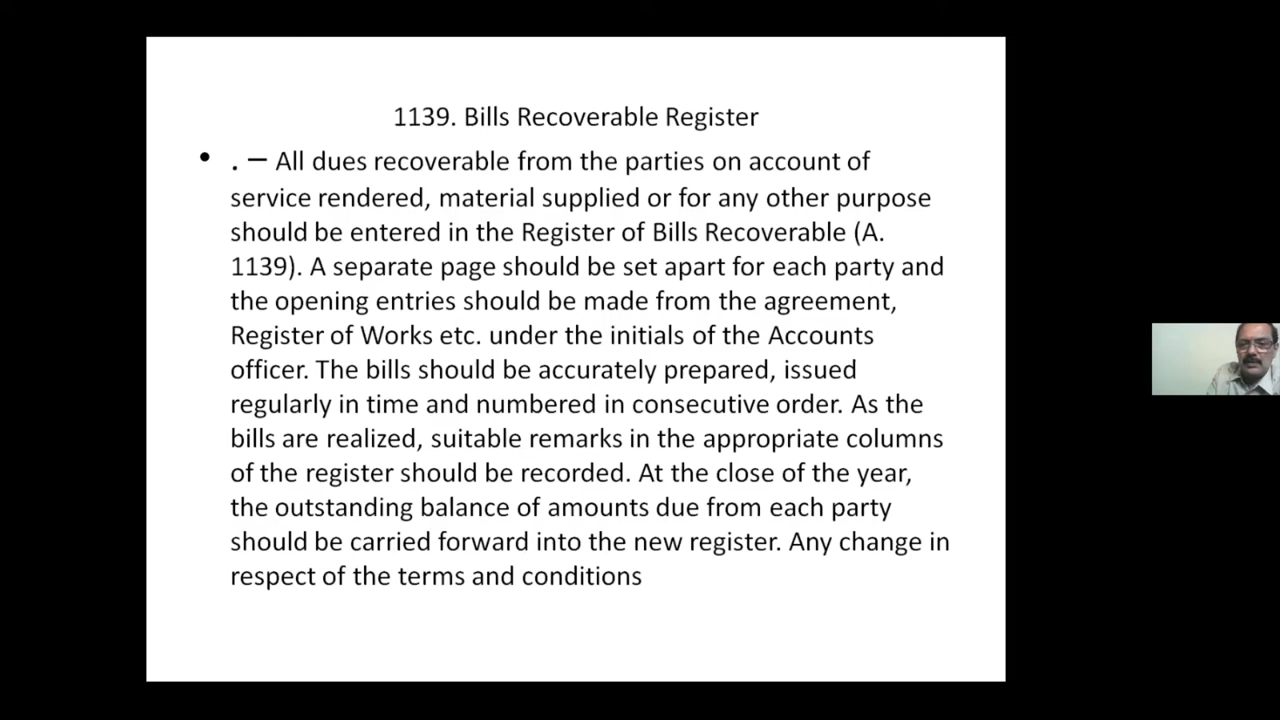 1139. Bills Recoverable Register
• . – All dues recoverable from the parties on account of
service rendered, material supplied or for any other purpose
should be entered in the Register of Bills Recoverable (A.
1139). A separate page should be set apart for each party and
the opening entries should be made from the agreement,
Register of Works etc. under the initials of the Accounts
officer. The bills should be accurately prepared, issued
regularly in time and numbered in consecutive order. As the
bills are realized, suitable remarks in the appropriate columns
of the register should be recorded. At the close of the year,
the outstanding balance of amounts due from each party
should be carried forward into the new register. Any change in
respect of the terms and conditions